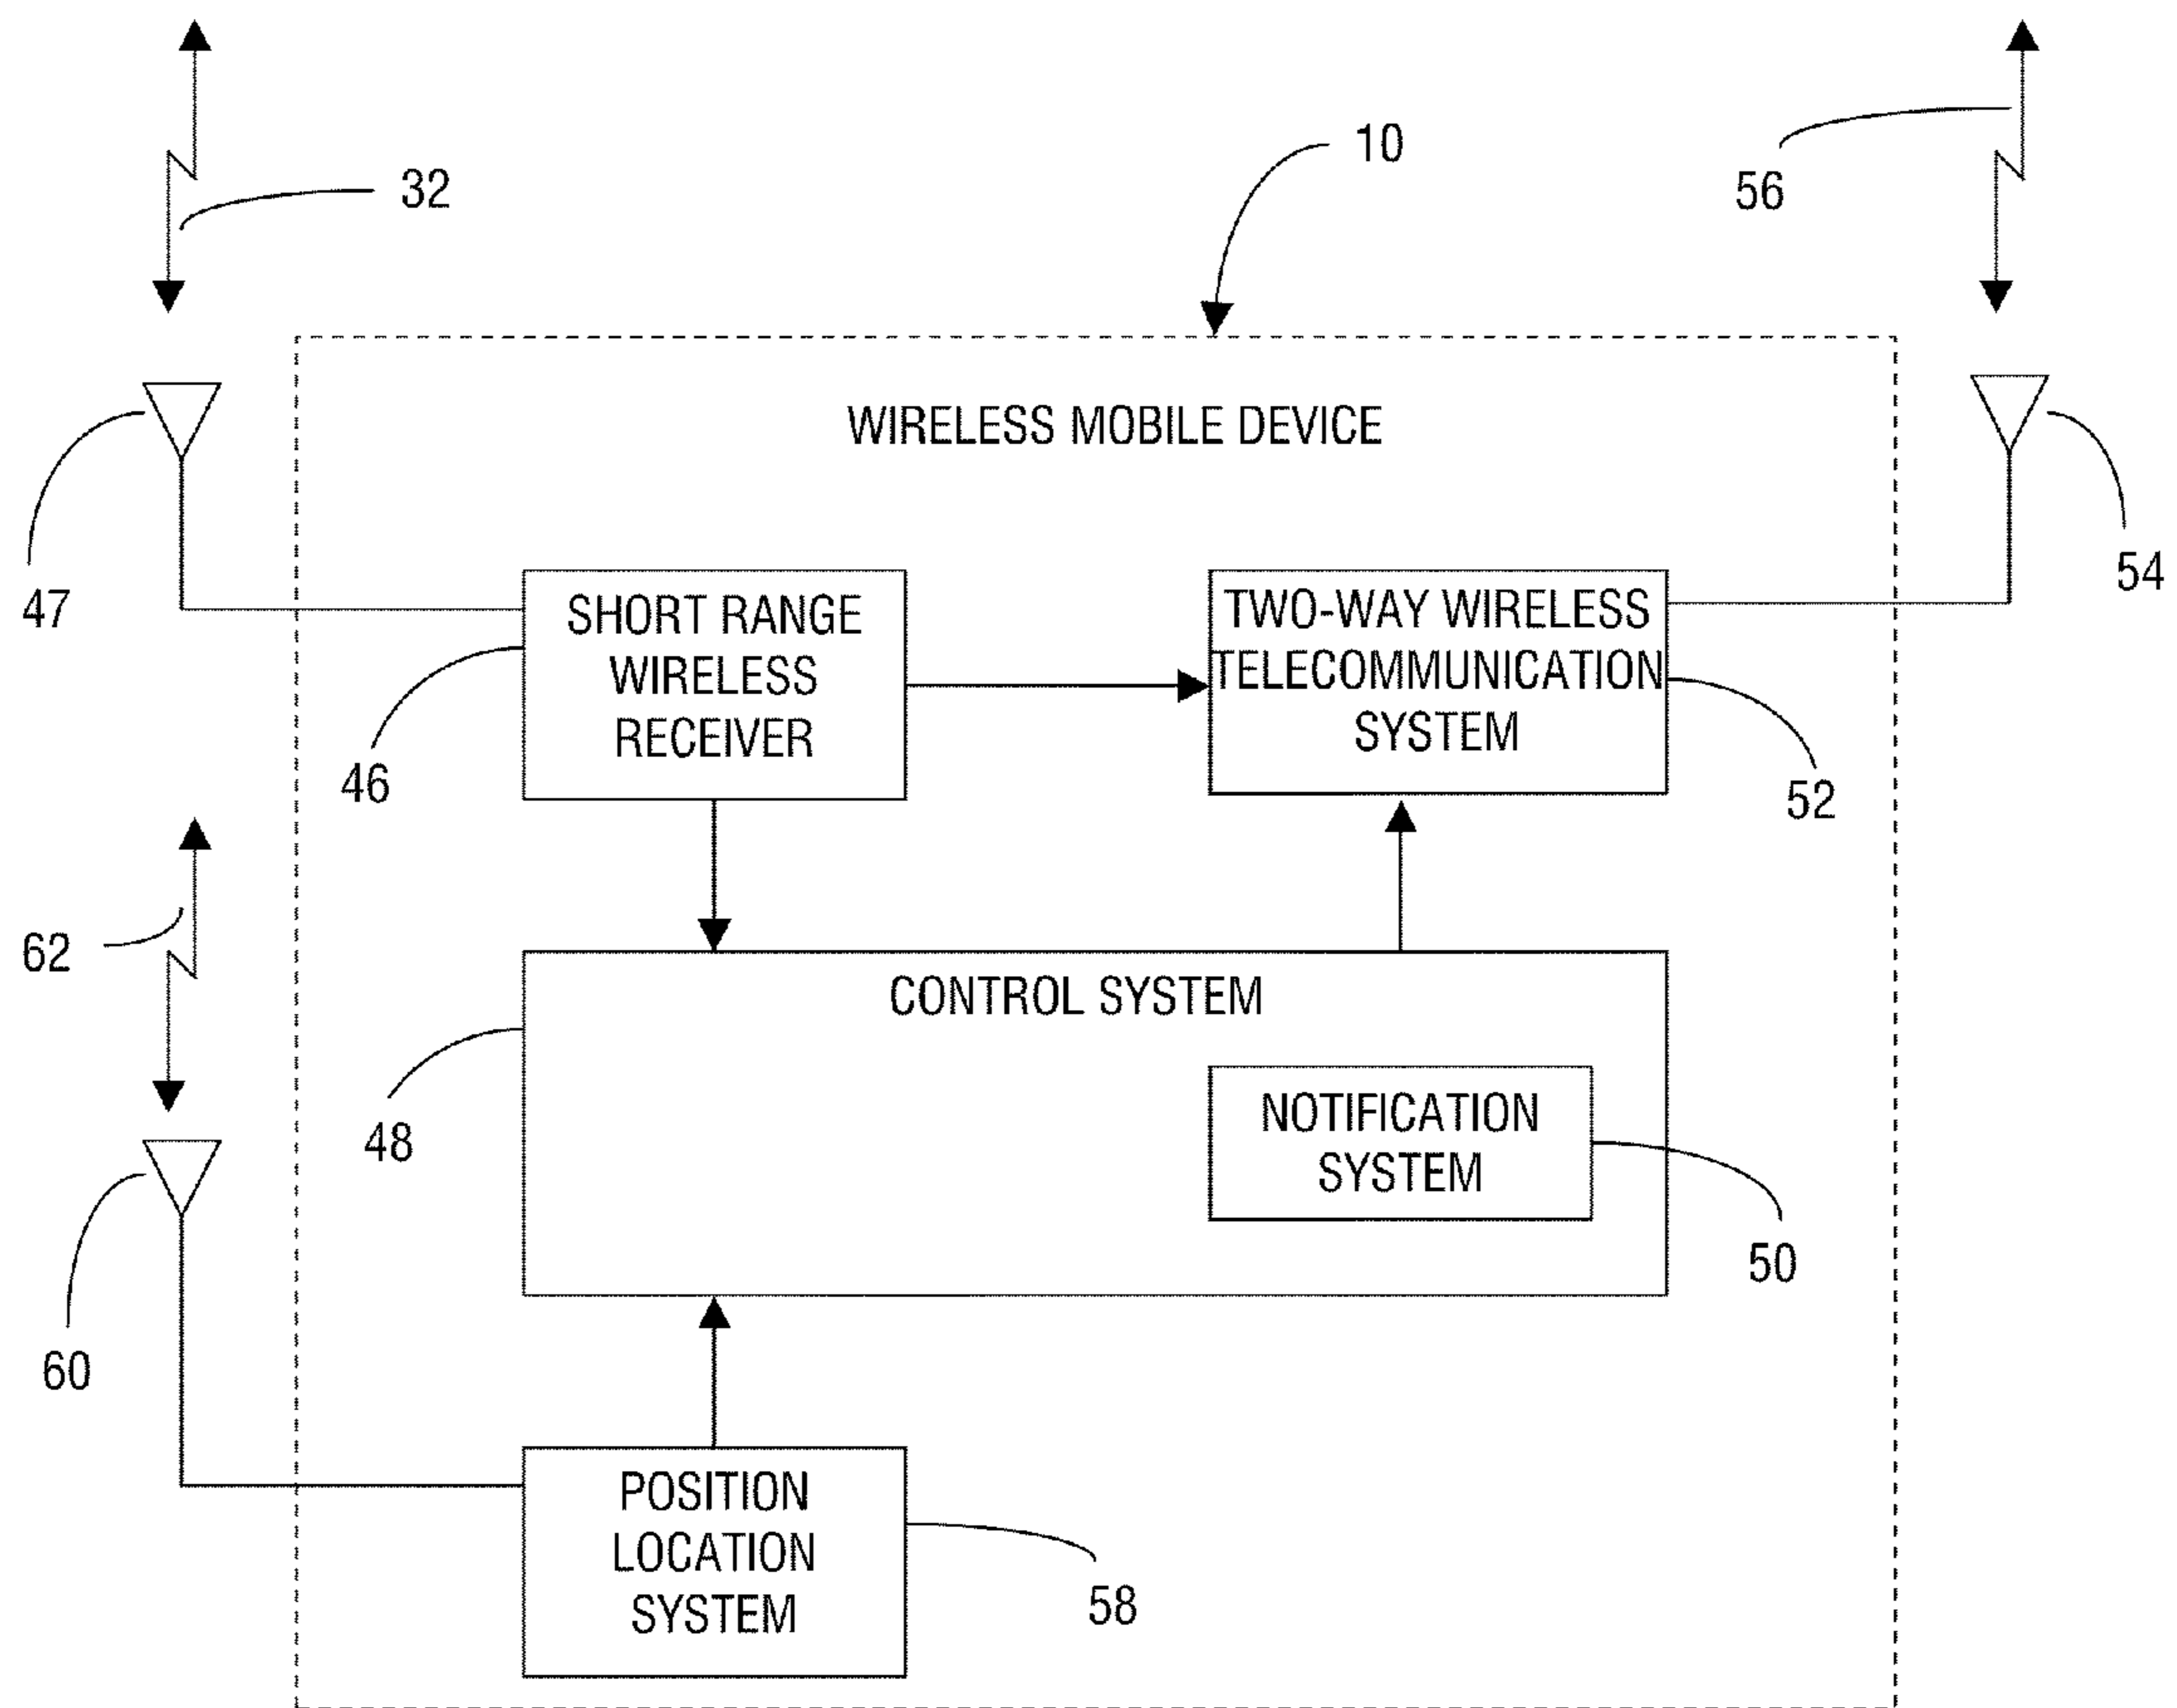 10
32
56
WIRELESS MOBILE DEVICE
47
54
SHORT RANGE
WIRELESS
RECEIVER
46
TWO-WAY WIRELESS
TELECOMMUNICATION
SYSTEM
52
62
CONTROL SYSTEM
48
NOTIFICATION
SYSTEM
50
60
POSITION
LOCATION
SYSTEM
58